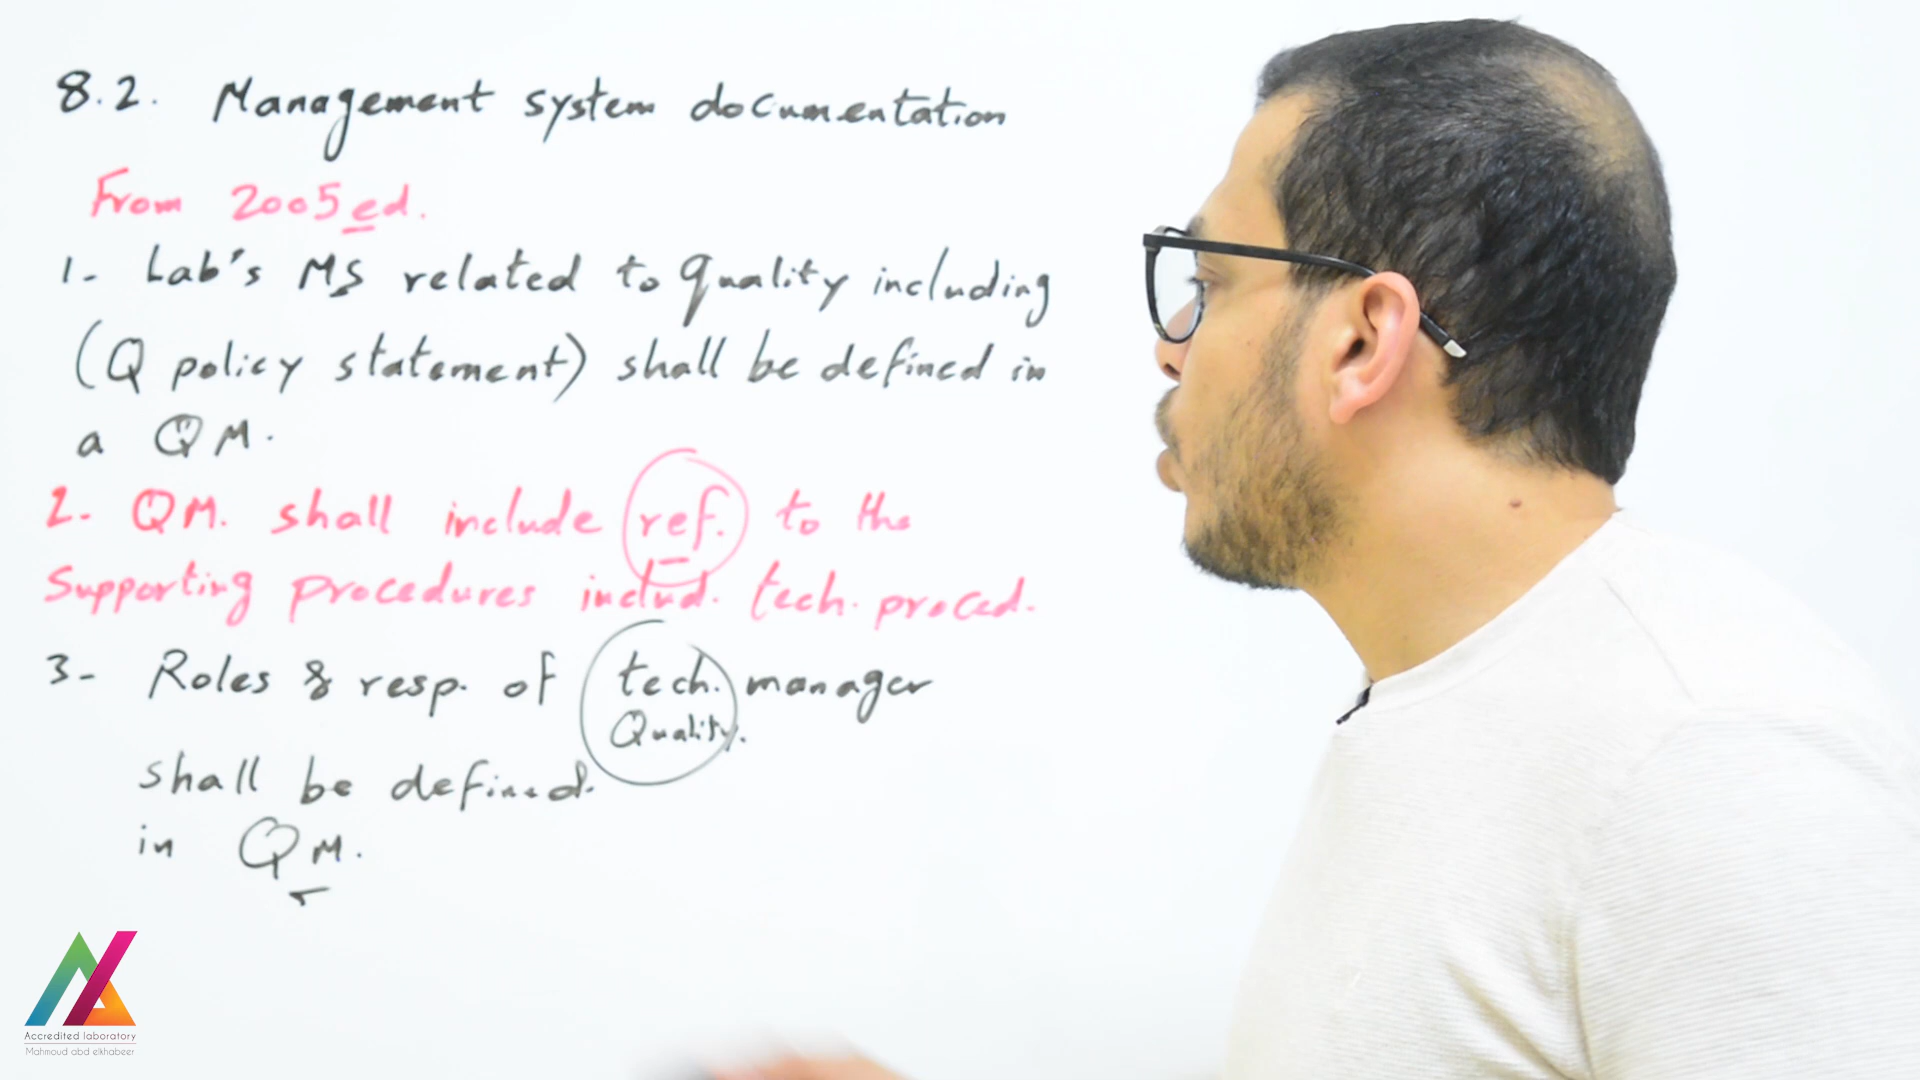 8.2. Management system documentation
From 2005 ed.
1- Lab's MS related to Quality including
(Q policy statement) shall be defined in
a QM.
2- QM. shall include ref. to the
Supporting procedures includ. tech. proced.
3- Roles & resp. of tech. manager
Quality.
shall be defined.
in QM.
Accredited laboratory
Mahmoud abd elkhabeer